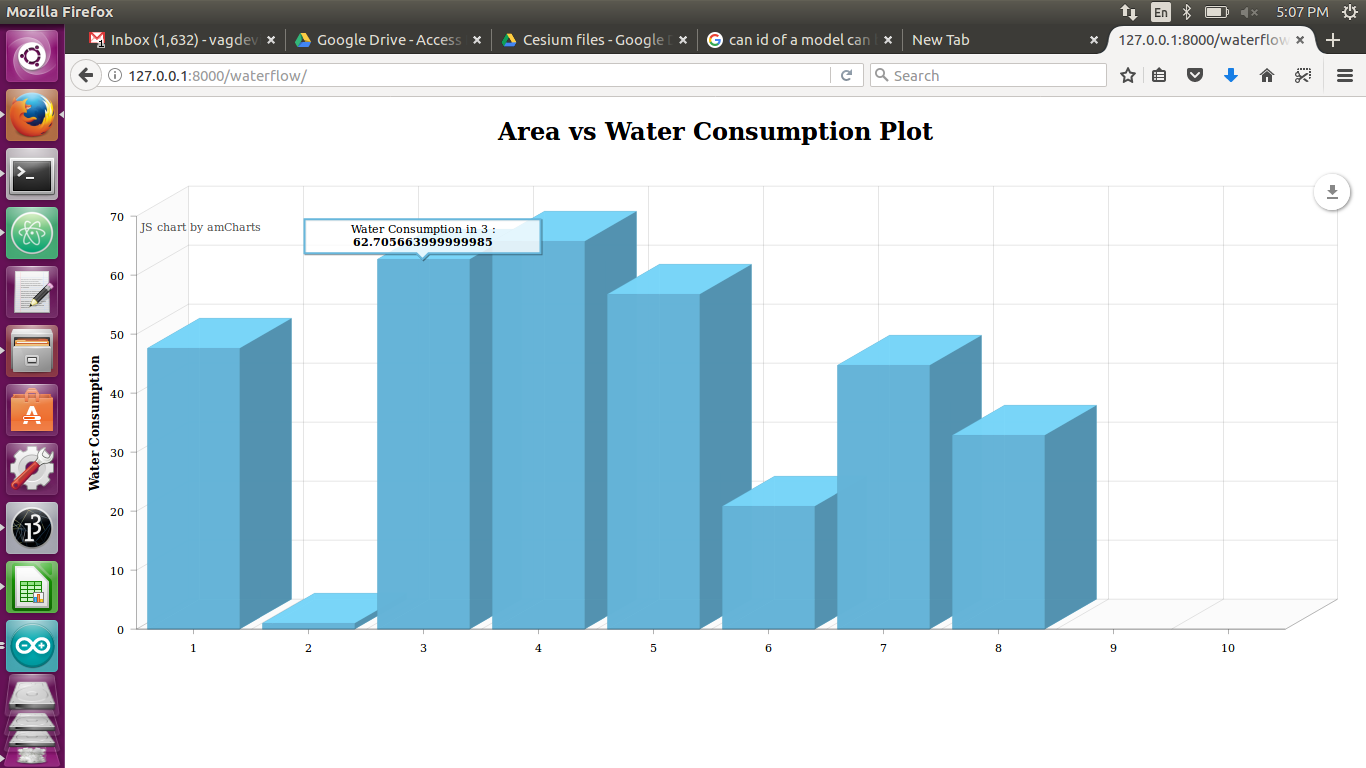 Mozilla Firefox
En
5:07 PM
Inbox (1,632) - vagdev
Google Drive - Access
Cesium files - Google D
can id of a model can
New Tab
127.0.0.1:8000/waterflow
127.0.0.1:8000/waterflow/
Search
Area vs Water Consumption Plot
JS chart by amCharts
Water Consumption in 3 :
62.705663999999985
70
60
50
40
30
20
10
0
Water Consumption
1 2 3 4 5 6 7 8 9 10